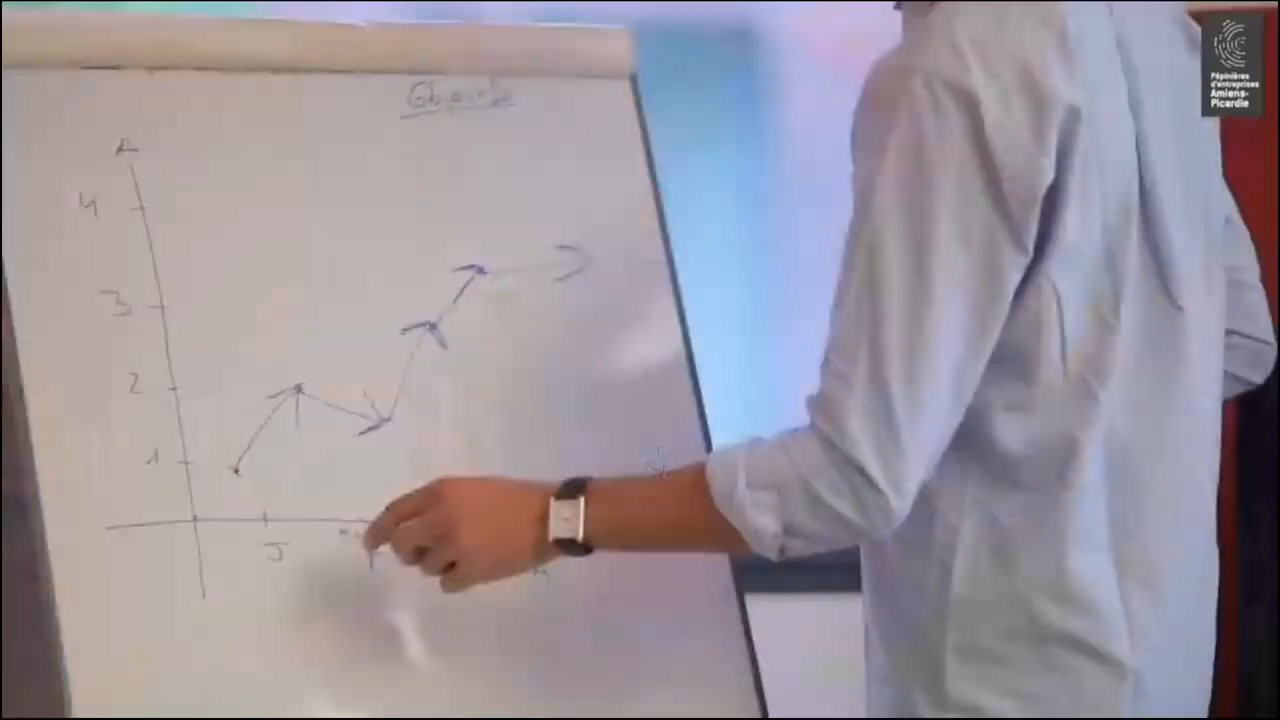 Objectifs
4
3
2
1
J
Pépinières
d'entreprises
Amiens-
Picardie